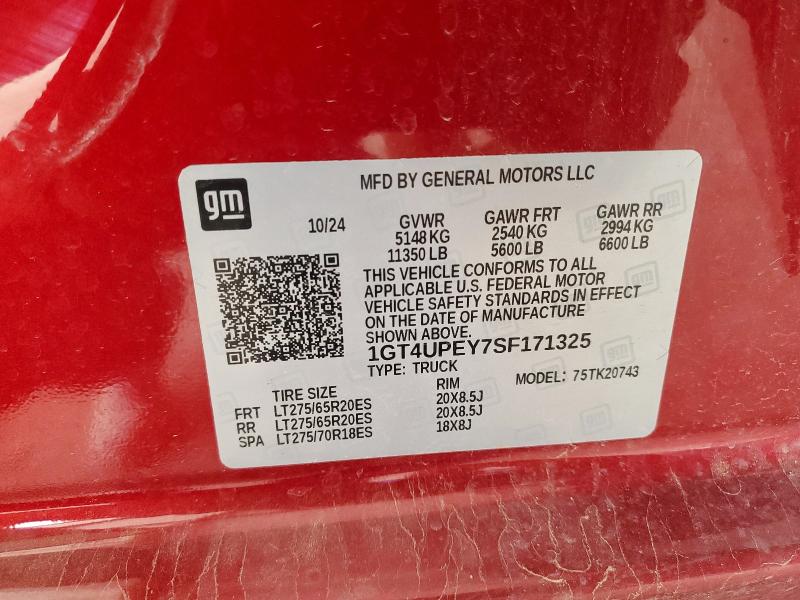 gm
MFD BY GENERAL MOTORS LLC
10/24
GVWR
5148 KG
11350 LB
GAWR FRT
2540 KG
5600 LB
GAWR RR
2994 KG
6600 LB
THIS VEHICLE CONFORMS TO ALL
APPLICABLE U.S. FEDERAL MOTOR
VEHICLE SAFETY STANDARDS IN EFFECT
ON THE DATE OF MANUFACTURE
SHOWN ABOVE.
1GT4UPEY7SF171325
TYPE: TRUCK
MODEL: 75TK20743
TIRE SIZE RIM
FRT LT275/65R20ES 20X8.5J
RR LT275/65R20ES 20X8.5J
SPA LT275/70R18ES 18X8J